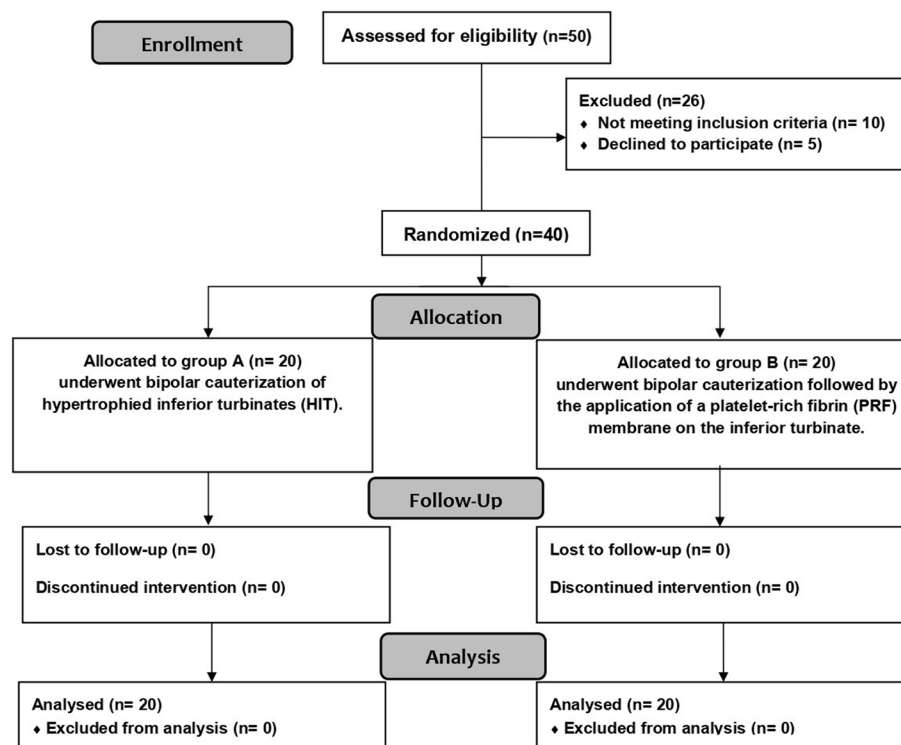 Enrollment
Assessed for eligibility (n=50)
Excluded (n=26)
♦ Not meeting inclusion criteria (n= 10)
♦ Declined to participate (n= 5)
Randomized (n=40)
Allocation
Allocated to group A (n= 20)
underwent bipolar cauterization of
hypertrophied inferior turbinates (HIT).
Allocated to group B (n= 20)
underwent bipolar cauterization followed by
the application of a platelet-rich fibrin (PRF)
membrane on the inferior turbinate.
Follow-Up
Lost to follow-up (n= 0)
Discontinued intervention (n= 0)
Lost to follow-up (n= 0)
Discontinued intervention (n= 0)
Analysis
Analysed (n= 20)
♦ Excluded from analysis (n= 0)
Analysed (n= 20)
♦ Excluded from analysis (n= 0)